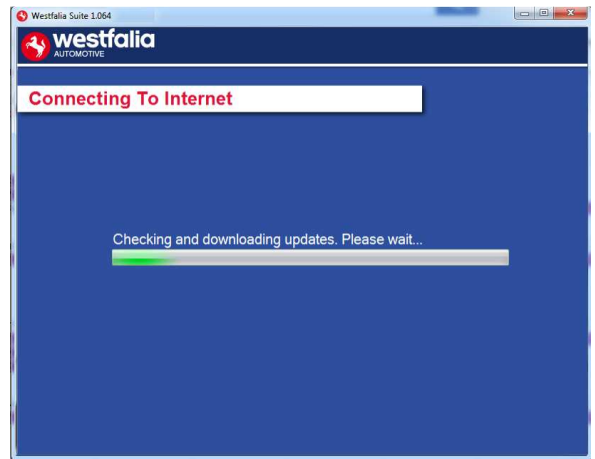 Westfalia Suite 1.064
westfalia
AUTOMOTIVE
Connecting To Internet
Checking and downloading updates. Please wait...